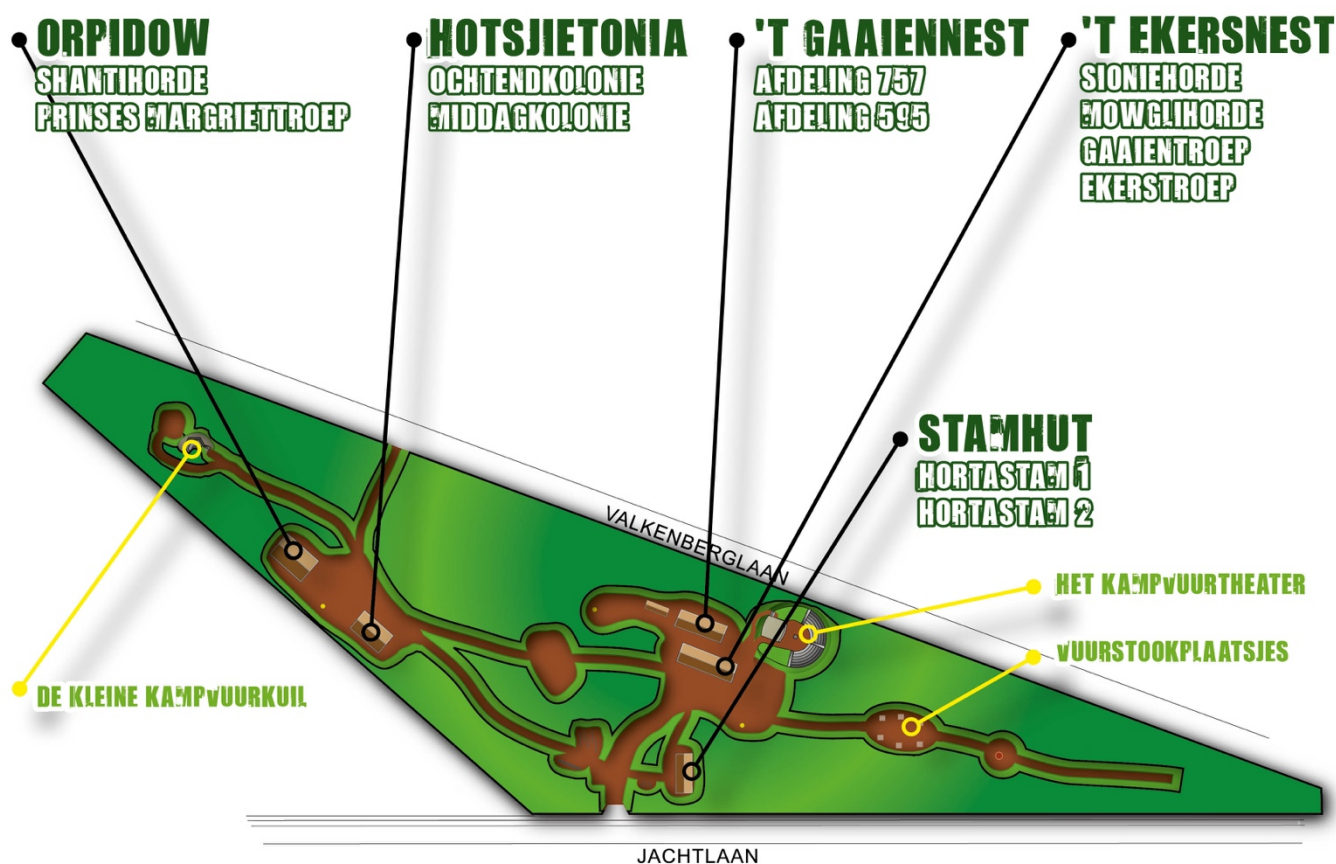 ORPIDOW
SHANTIHORDE
PRINSES MARGRIETTROEP
HOTSJIETONIA
OCHTENDKOLONIE
MIDDAGKOLONIE
'T GAAIENNEST
AFDELING 757
AFDELING 595
'T EKERSNEST
SIONIEHORDE
MOWGLIHORDE
GAAIENTROEP
EKERSTROEP
STAMHUT
HORTASTAM 1
HORTASTAM 2
VALKENBERGLAAN
HET KAMPVUURTHEATER
VUURSTOOKPLAATSJES
DE KLEINE KAMPVUURKUIL
JACHTLAAN